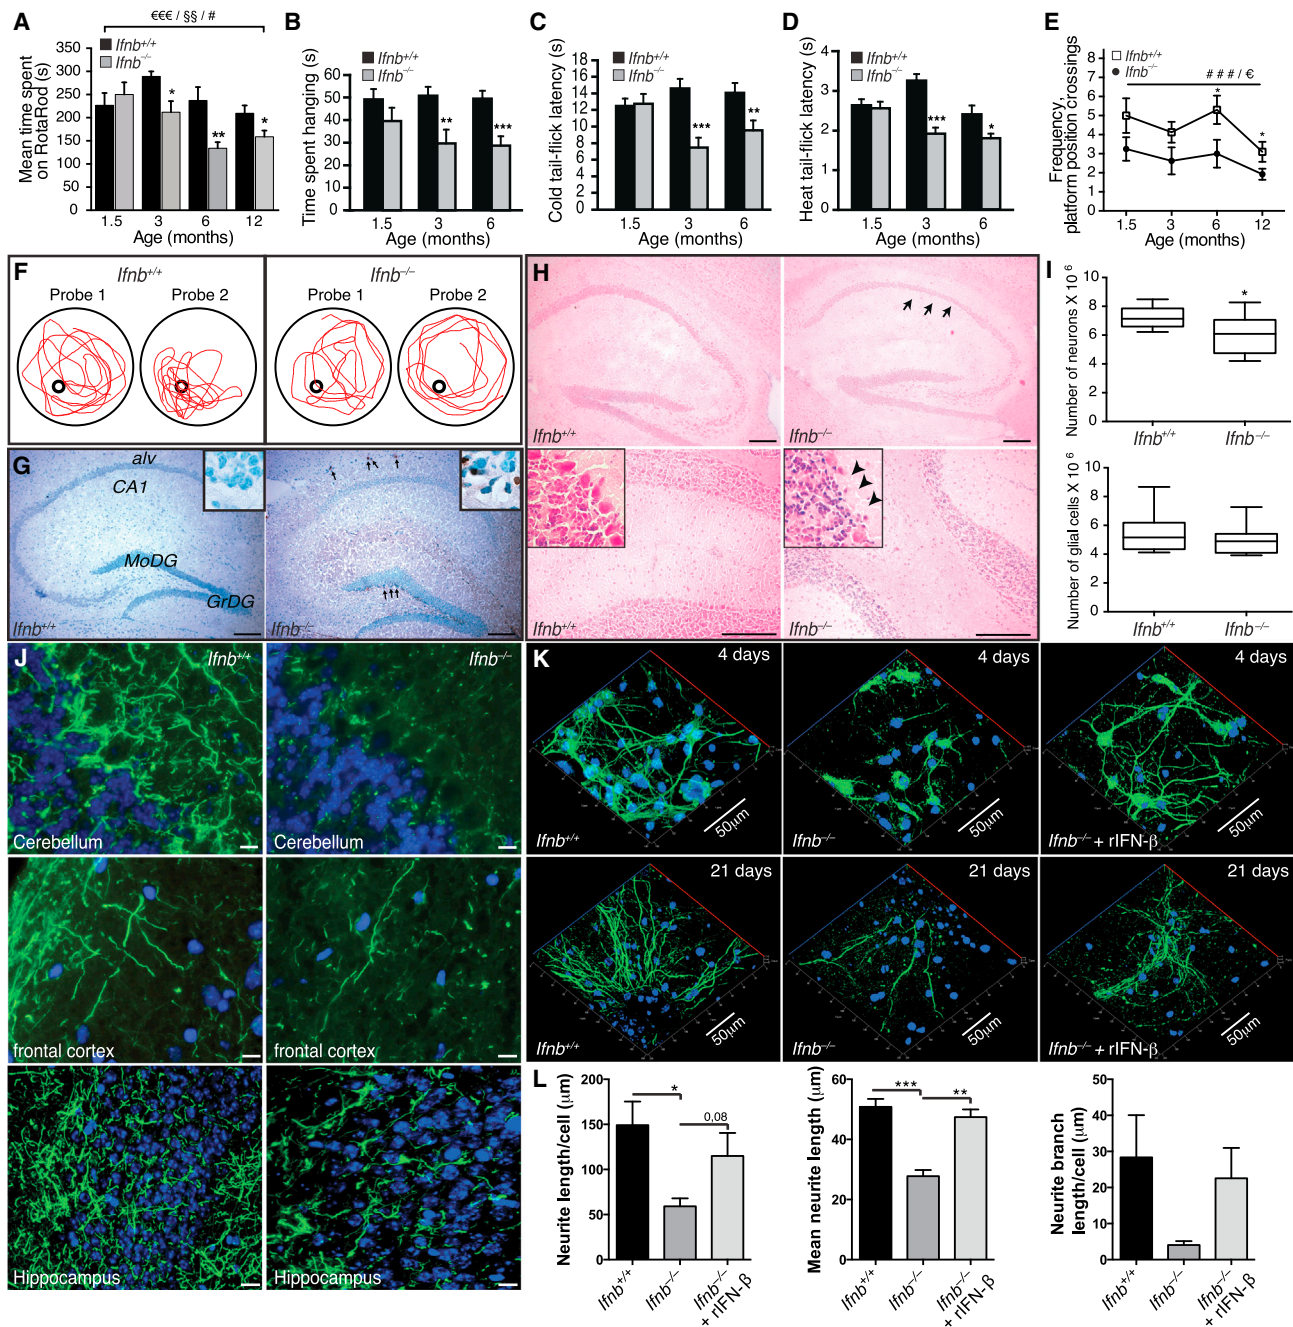 A
€€€ / §§ / #
Ifnb+/+
Ifnb–/–
Mean time spent
on RotaRod (s)
350
300
250
200
150
100
50
0
*
**
*
1.5 3 6 12
Age (months)
B
Ifnb+/+
Ifnb–/–
Time spent hanging (s)
60
50
40
30
20
10
0
**
***
1.5 3 6
Age (months)
C
Ifnb+/+
Ifnb–/–
Cold tail-flick latency (s)
18
16
14
12
10
8
6
4
2
0
***
**
1.5 3 6
Age (months)
D
Ifnb+/+
Ifnb–/–
Heat tail-flick latency (s)
4
3
2
1
0
***
*
1.5 3 6
Age (months)
E
Ifnb+/+
Ifnb–/–
Frequency,
platform position crossings
8
7
6
5
4
3
2
1
0
# # # / €
*
*
1.5 3 6 12
Age (months)
F
Ifnb+/+
Probe 1 Probe 2
Ifnb–/–
Probe 1 Probe 2
G
alv
CA1
MoDG
GrDG
Ifnb+/+
Ifnb–/–
H
Ifnb+/+
Ifnb–/–
Ifnb+/+
Ifnb–/–
I
Number of neurons X 10 6
10
8
6
4
2
0
*
Ifnb+/+ Ifnb–/–
Number of glial cells X 10 6
10
8
6
4
2
0
Ifnb+/+ Ifnb–/–
J
Ifnb+/+
Ifnb–/–
Cerebellum
Cerebellum
frontal cortex
frontal cortex
Hippocampus
Hippocampus
K
4 days
50µm
Ifnb+/+
4 days
50µm
Ifnb–/–
4 days
50µm
Ifnb–/– + rIFN-β
21 days
50µm
Ifnb+/+
21 days
50µm
Ifnb–/–
21 days
50µm
Ifnb–/– + rIFN-β
L
Neurite length/cell (µm)
200
150
100
50
0
*
0,08
Ifnb+/+
Ifnb–/–
Ifnb–/–
+ rIFN-β
Mean neurite length (µm)
60
40
20
0
***
**
Ifnb+/+
Ifnb–/–
Ifnb–/–
+ rIFN-β
Neurite branch
length/cell (µm)
50
40
30
20
10
0
Ifnb+/+
Ifnb–/–
Ifnb–/–
+ rIFN-β